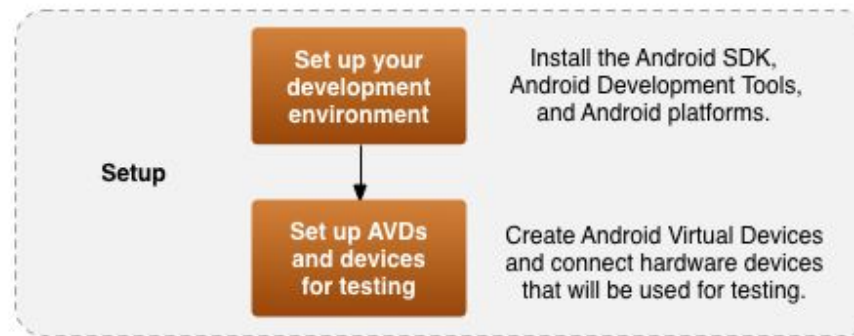 Set up your
development
environment
Install the Android SDK,
Android Development Tools,
and Android platforms.
Setup
Set up AVDs
and devices
for testing
Create Android Virtual Devices
and connect hardware devices
that will be used for testing.